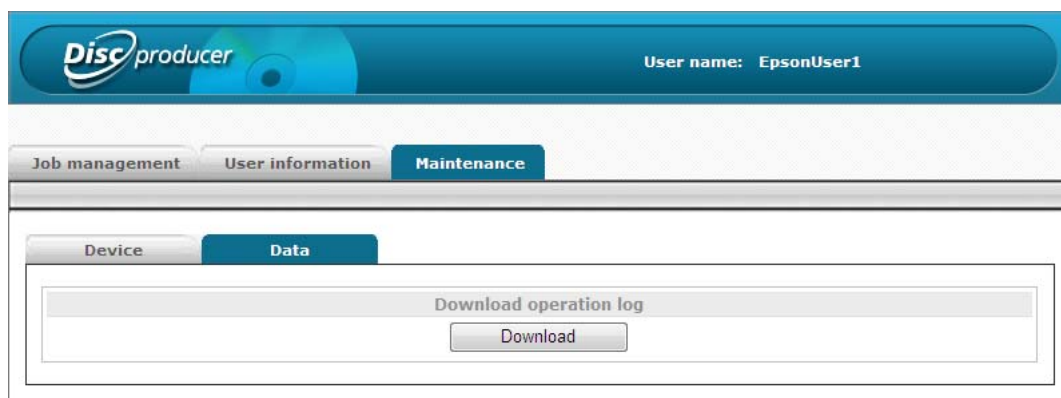 Disc producer
User name: EpsonUser1
Job management User information Maintenance
Device Data
Download operation log
Download